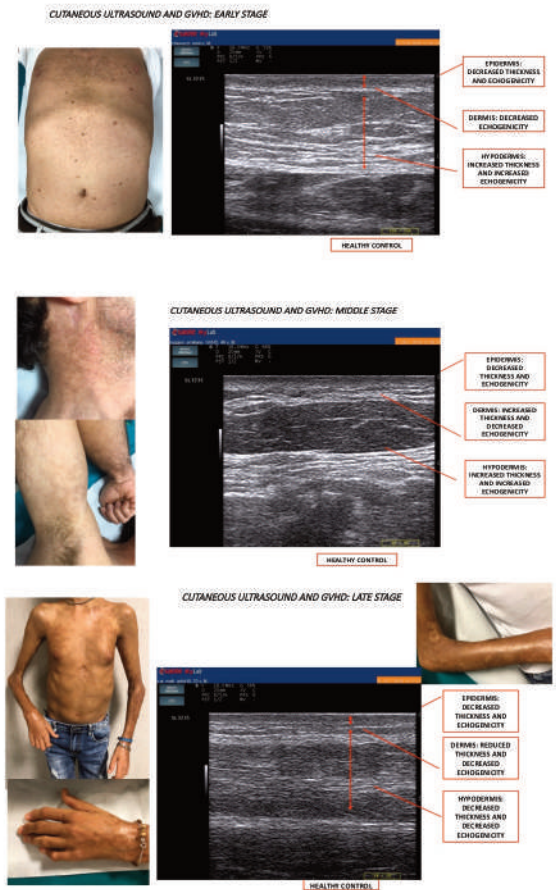 CUTANEOUS ULTRASOUND AND GVHD: EARLY STAGE
EPIDERMIS:
DECREASED THICKNESS
AND ECHOGENICITY
DERMIS: DECREASED
ECHOGENICITY
HYPODERMIS:
INCREASED THICKNESS
AND INCREASED
ECHOGENICITY
HEALTHY CONTROL
CUTANEOUS ULTRASOUND AND GVHD: MIDDLE STAGE
EPIDERMIS:
DECREASED
THICKNESS AND
ECHOGENICITY
DERMIS: INCREASED
THICKNESS AND
DECREASED
ECHOGENICITY
HYPODERMIS:
INCREASED THICKNESS
AND INCREASED
ECHOGENICITY
HEALTHY CONTROL
CUTANEOUS ULTRASOUND AND GVHD: LATE STAGE
EPIDERMIS:
DECREASED
THICKNESS AND
ECHOGENICITY
DERMIS: REDUCED
THICKNESS AND
DECREASED
ECHOGENICITY
HYPODERMIS:
DECREASED
THICKNESS AND
DECREASED
ECHOGENICITY
HEALTHY CONTROL